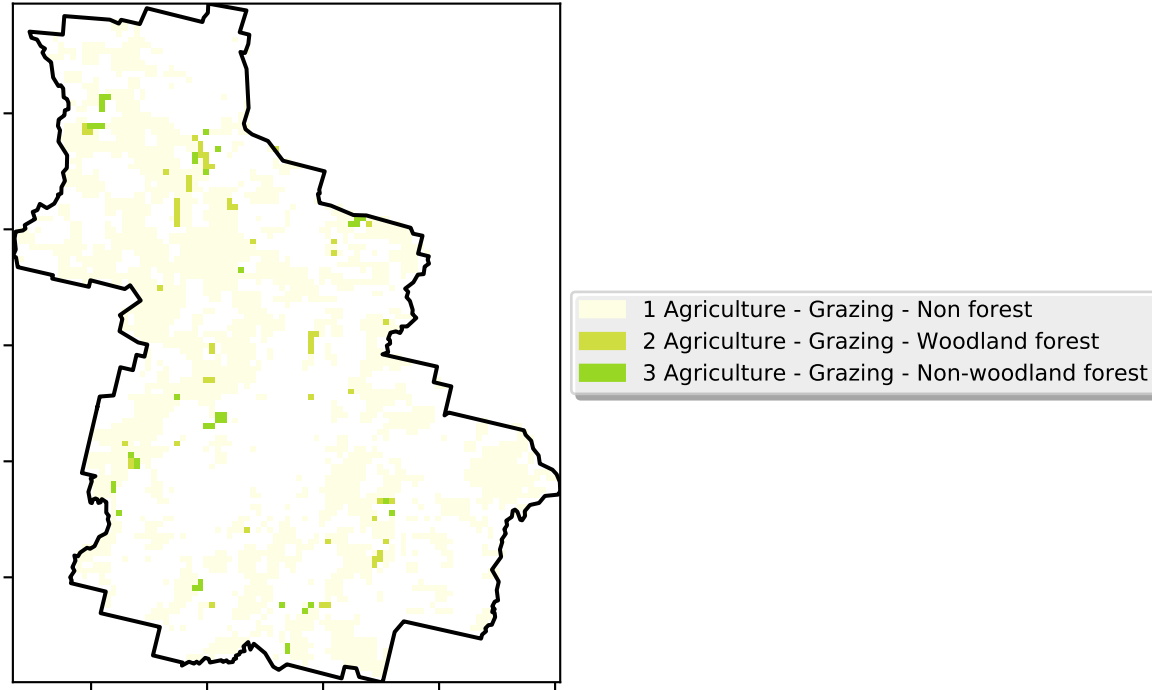 1 Agriculture - Grazing - Non forest
2 Agriculture - Grazing - Woodland forest
3 Agriculture - Grazing - Non-woodland forest